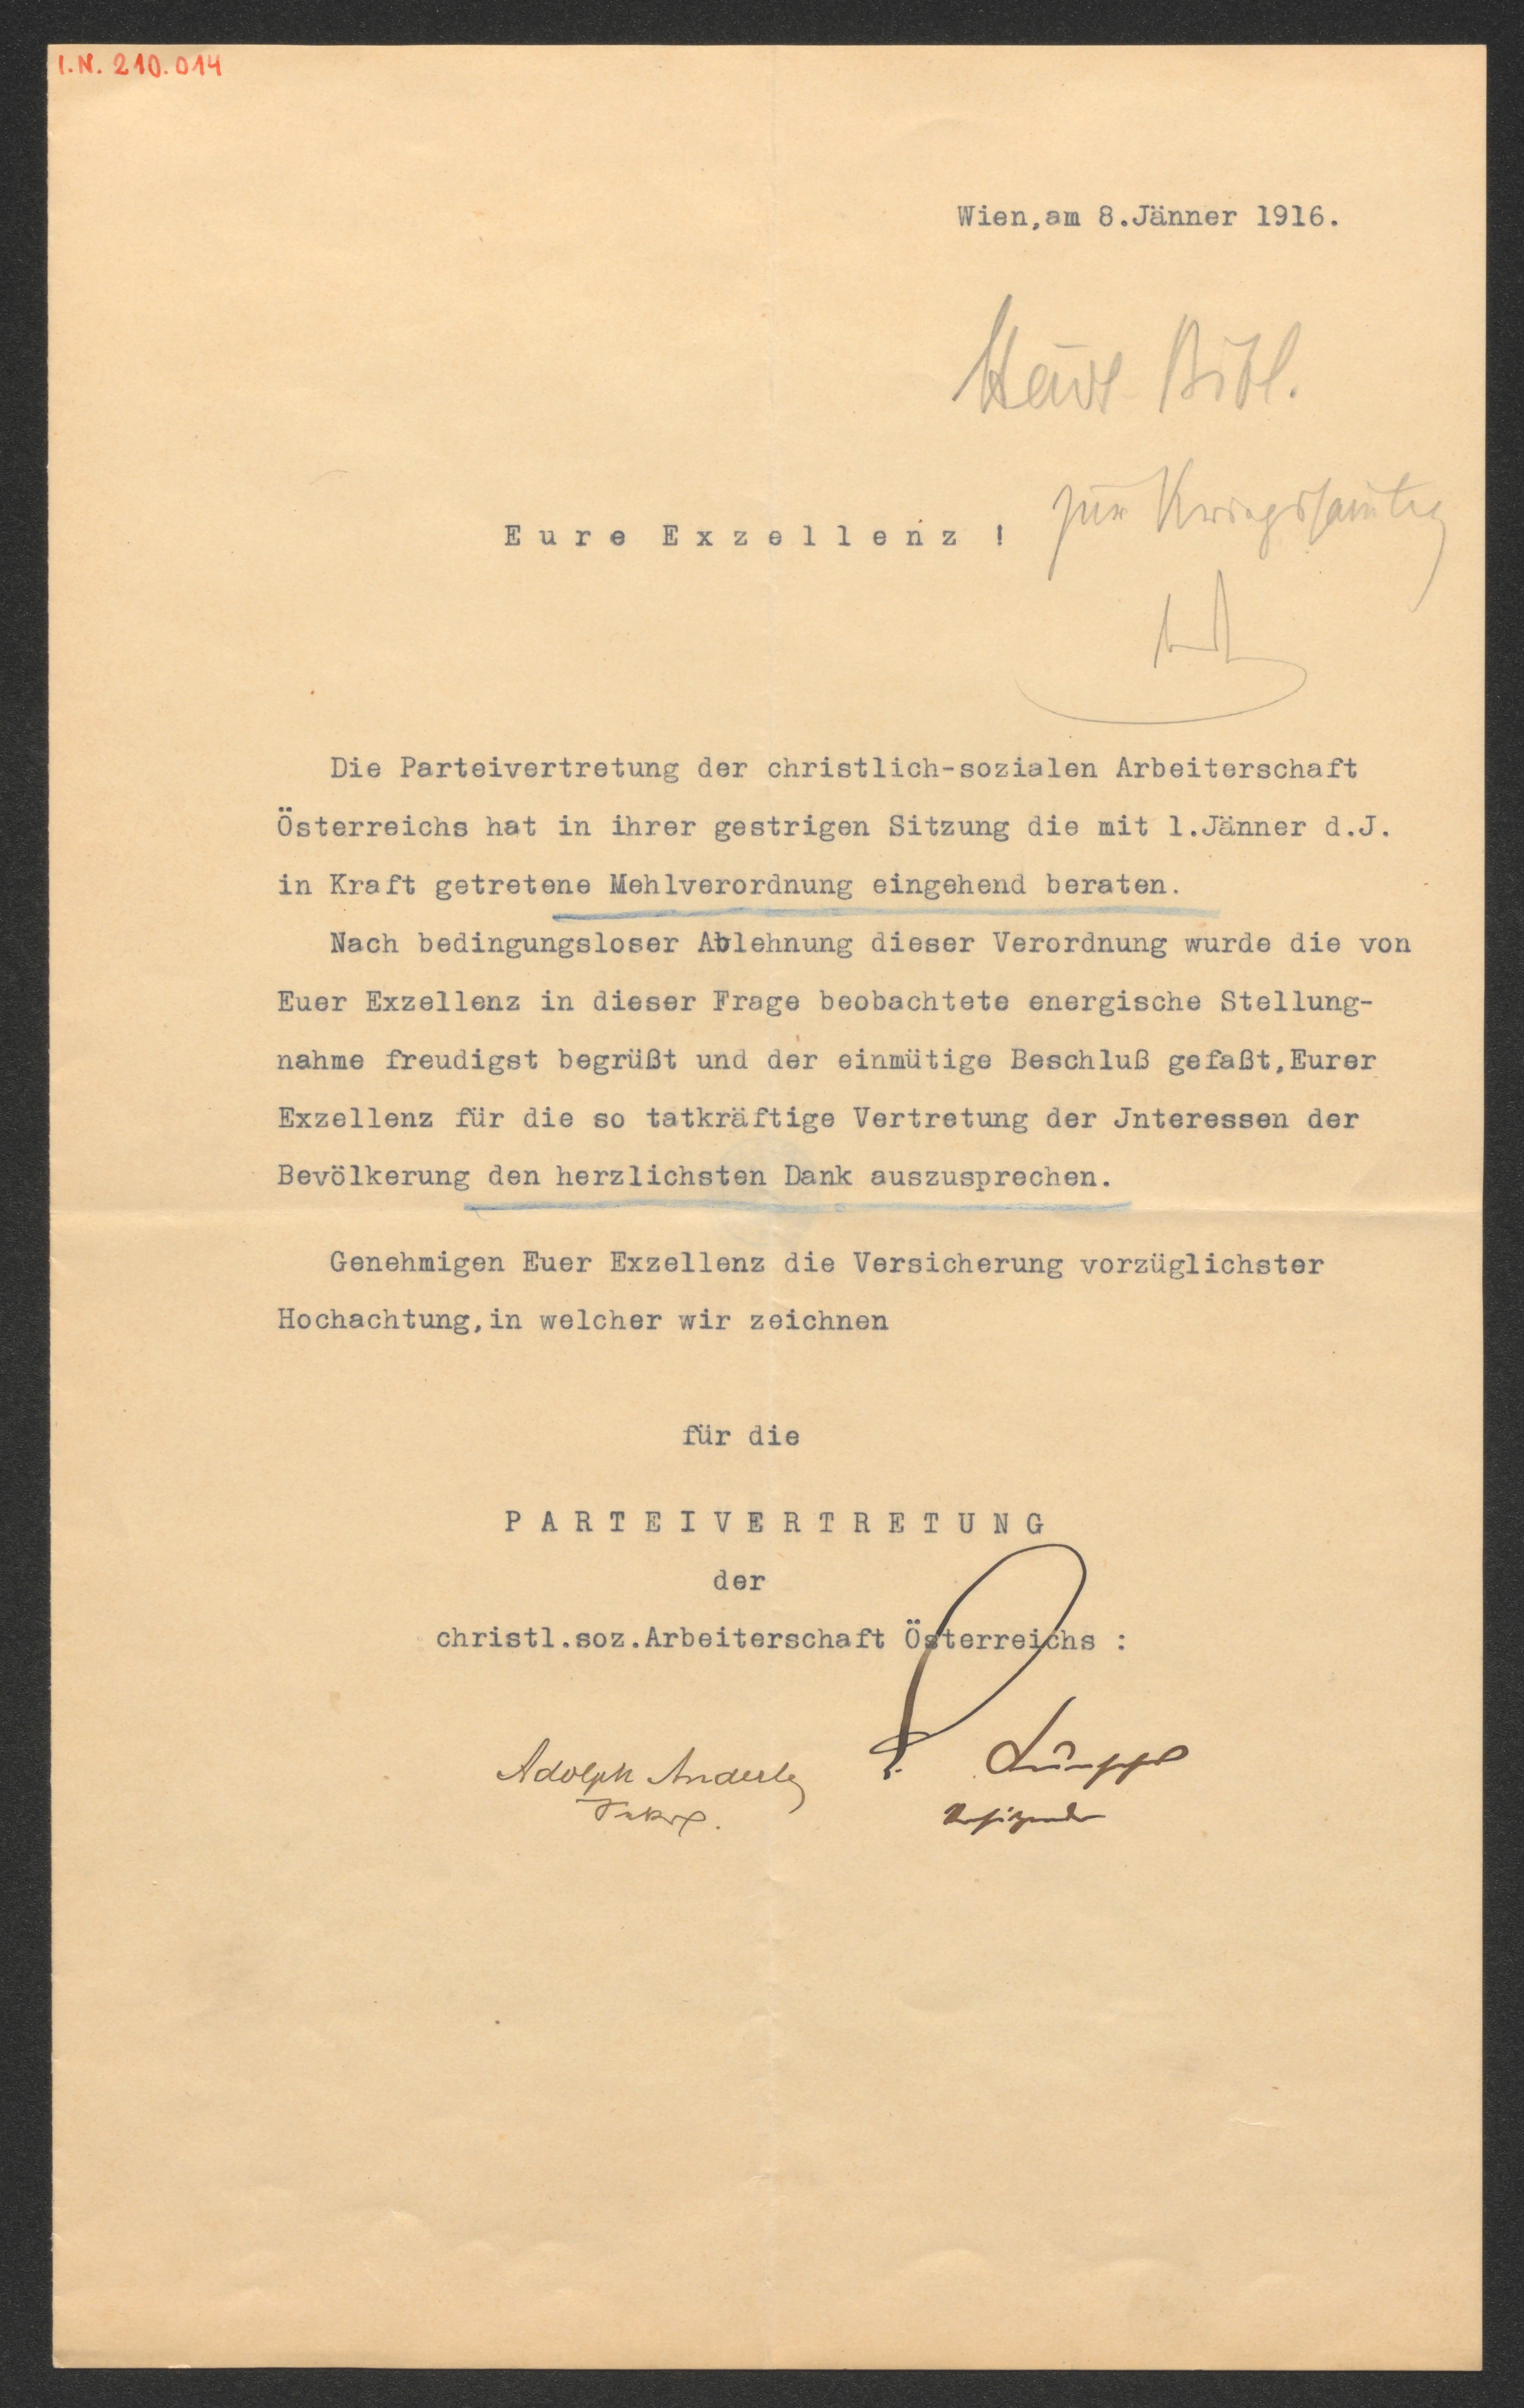 I.N. 210.014
Wien,am 8.Jänner 1916.
Bibl.
zur Kriegssammlg
Eure Exzellenz !
Die Parteivertretung der christlich-sozialen Arbeiterschaft
Österreichs hat in ihrer gestrigen Sitzung die mit 1.Jänner d.J.
in Kraft getretene Mehlverordnung eingehend beraten.
Nach bedingungsloser Ablehnung dieser Verordnung wurde die von
Euer Exzellenz in dieser Frage beobachtete energische Stellung-
nahme freudigst begrüßt und der einmütige Beschluß gefaßt,Eurer
Exzellenz für die so tatkräftige Vertretung der Jnteressen der
Bevölkerung den herzlichsten Dank auszusprechen.
Genehmigen Euer Exzellenz die Versicherung vorzüglichster
Hochachtung,in welcher wir zeichnen
für die
PARTEIVERTRETUNG
der
christl.soz.Arbeiterschaft Österreichs :
Adolph Anderle
Vorsitzender